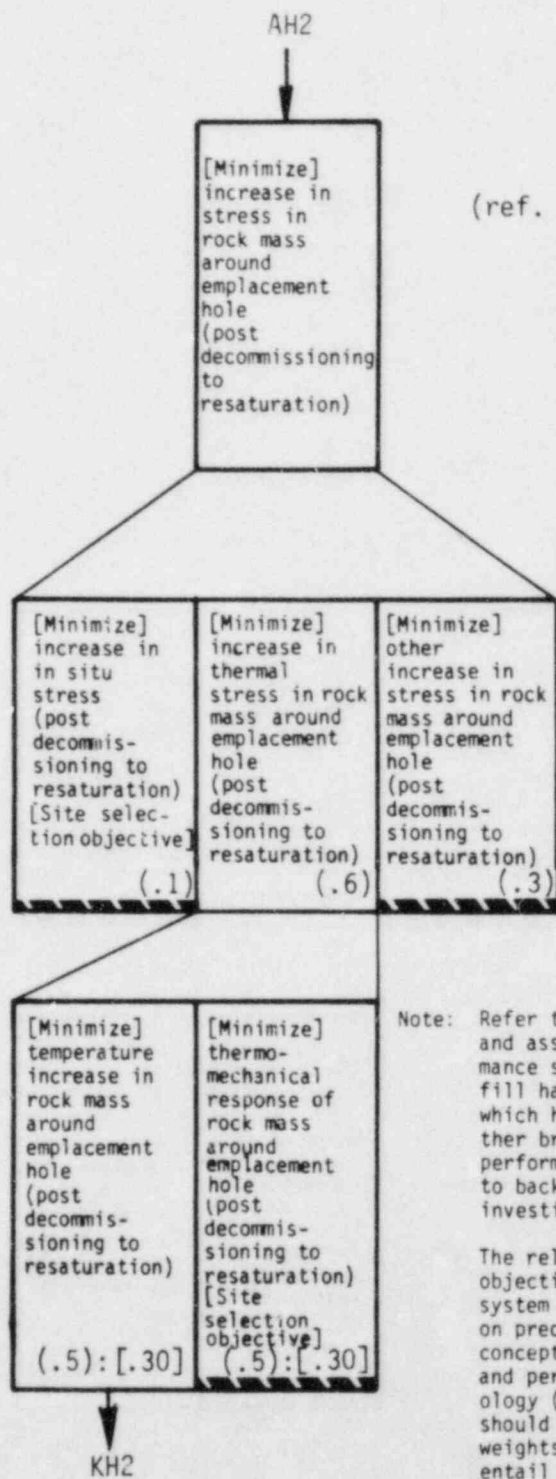 AH2
[Minimize]
increase in
stress in
rock mass
around
emplacement
hole
(post
decommissioning
to
resaturation)
(ref.
[Minimize]
increase in
in situ
stress
(post
decommis-
sioning to
resaturation)
[Site selec-
tion objective]
(.1)
[Minimize]
increase in
thermal
stress in rock
mass around
emplacement
hole
(post
decommis-
sioning to
resaturation)
(.6)
[Minimize]
other
increase in
stress in rock
mass around
emplacement
hole
(post
decommis-
sioning to
resaturation)
(.3)
[Minimize]
temperature
increase in
rock mass
around
emplacement
hole
(post
decommis-
sioning to
resaturation)
(.5):[.30]
[Minimize]
thermo-
mechanical
response of
rock mass
around
emplacement
hole
(post
decommis-
sioning to
resaturation)
[Site
selection
objective]
(.5):[.30]
KH2
Note: Refer t
and ass
mance s
fill ha
which h
ther br
perform
to back
investi
The rel
objecti
system
on prec
concept
and per
ology (
should
weights
entail